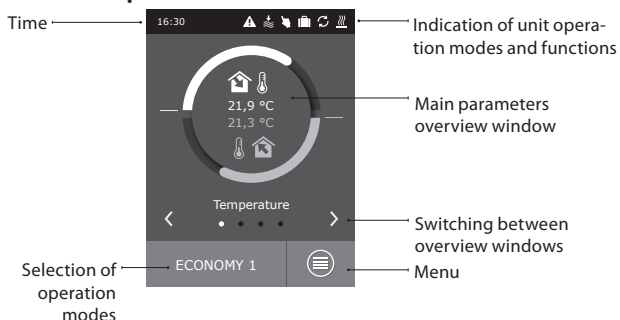 Time
16:30
Indication of unit opera-
tion modes and functions
21,9 °C
21,3 °C
Main parameters
overview window
Temperature
Switching between
overview windows
Selection of
operation
modes
ECONOMY 1
Menu